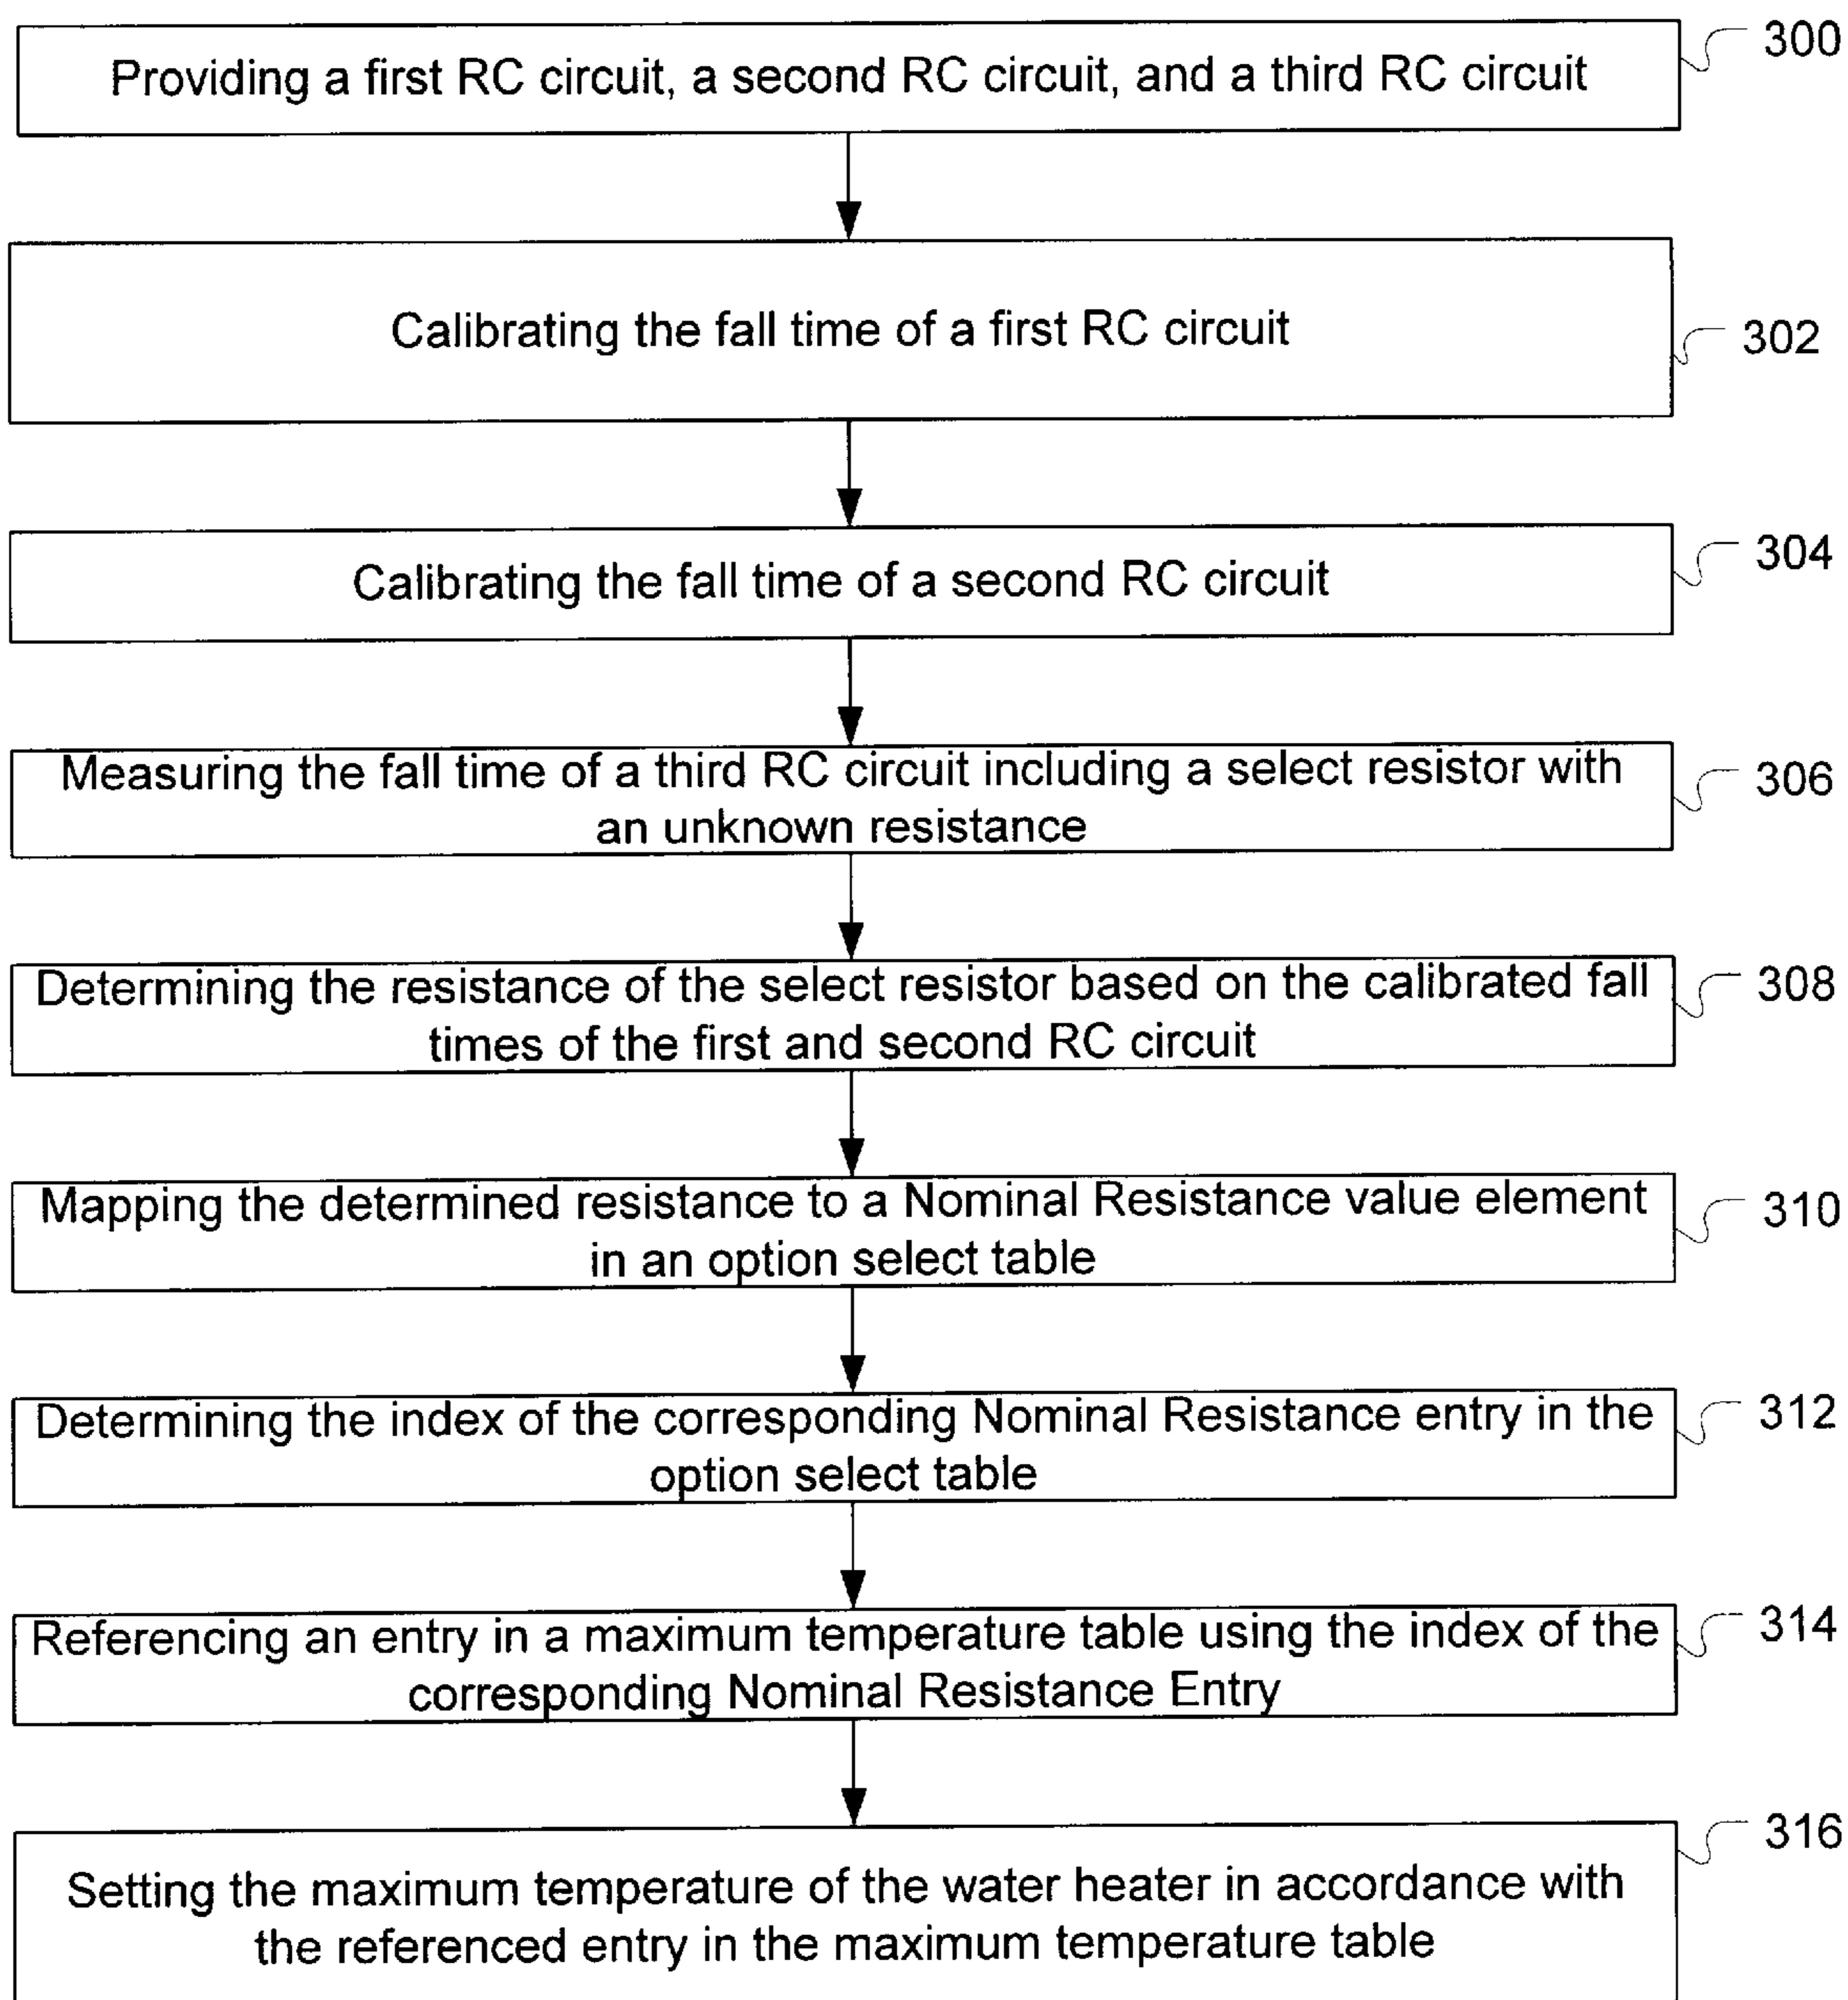 Providing a first RC circuit, a second RC circuit, and a third RC circuit
300
Calibrating the fall time of a first RC circuit
302
Calibrating the fall time of a second RC circuit
304
Measuring the fall time of a third RC circuit including a select resistor with
an unknown resistance
306
Determining the resistance of the select resistor based on the calibrated fall
times of the first and second RC circuit
308
Mapping the determined resistance to a Nominal Resistance value element
in an option select table
310
Determining the index of the corresponding Nominal Resistance entry in the
option select table
312
Referencing an entry in a maximum temperature table using the index of the
corresponding Nominal Resistance Entry
314
Setting the maximum temperature of the water heater in accordance with
the referenced entry in the maximum temperature table
316